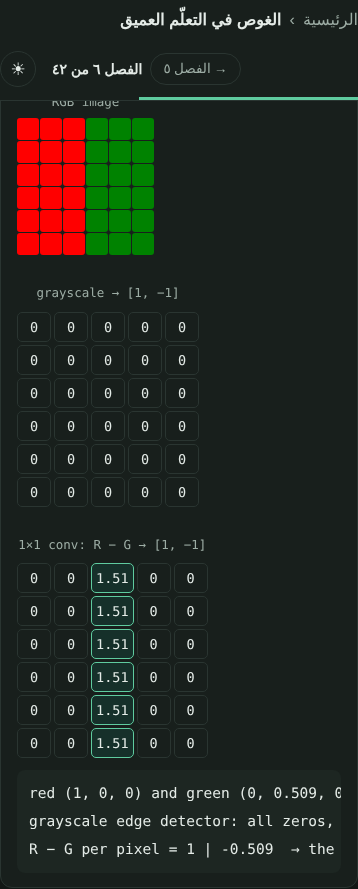 الرئيسية › الغوص في التعلّم العميق
☀ الفصل ٦ من ٤٢ → الفصل ٥
RGB image
grayscale → [1, −1]
0 0 0 0 0
0 0 0 0 0
0 0 0 0 0
0 0 0 0 0
0 0 0 0 0
0 0 0 0 0
1×1 conv: R − G → [1, −1]
0 0 1.51 0 0
0 0 1.51 0 0
0 0 1.51 0 0
0 0 1.51 0 0
0 0 1.51 0 0
0 0 1.51 0 0
red (1, 0, 0) and green (0, 0.509, 0
grayscale edge detector: all zeros,
R − G per pixel = 1 | -0.509 → the